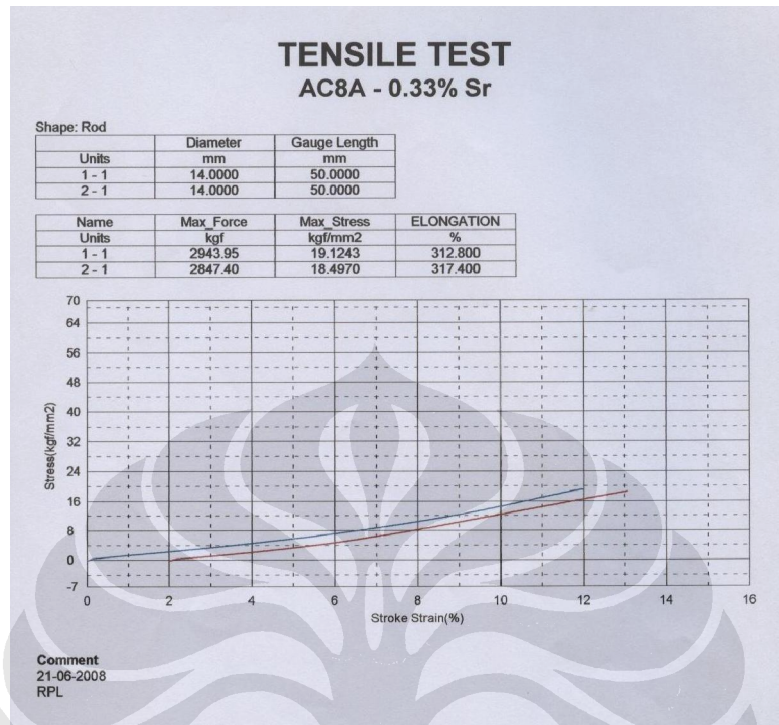 TENSILE TEST
AC8A - 0.33% Sr
Shape: Rod
Diameter Gauge Length
Units mm mm
1 - 1 14.0000 50.0000
2 - 1 14.0000 50.0000
Name Max_Force Max_Stress ELONGATION
Units kgf kgf/mm2 %
1 - 1 2943.95 19.1243 312.800
2 - 1 2847.40 18.4970 317.400
70
64
56
48
40
32
24
16
8
0
-7
Stress(kgf/mm2)
0 2 4 6 8 10 12 14 16
Stroke Strain(%)
Comment
21-06-2008
RPL